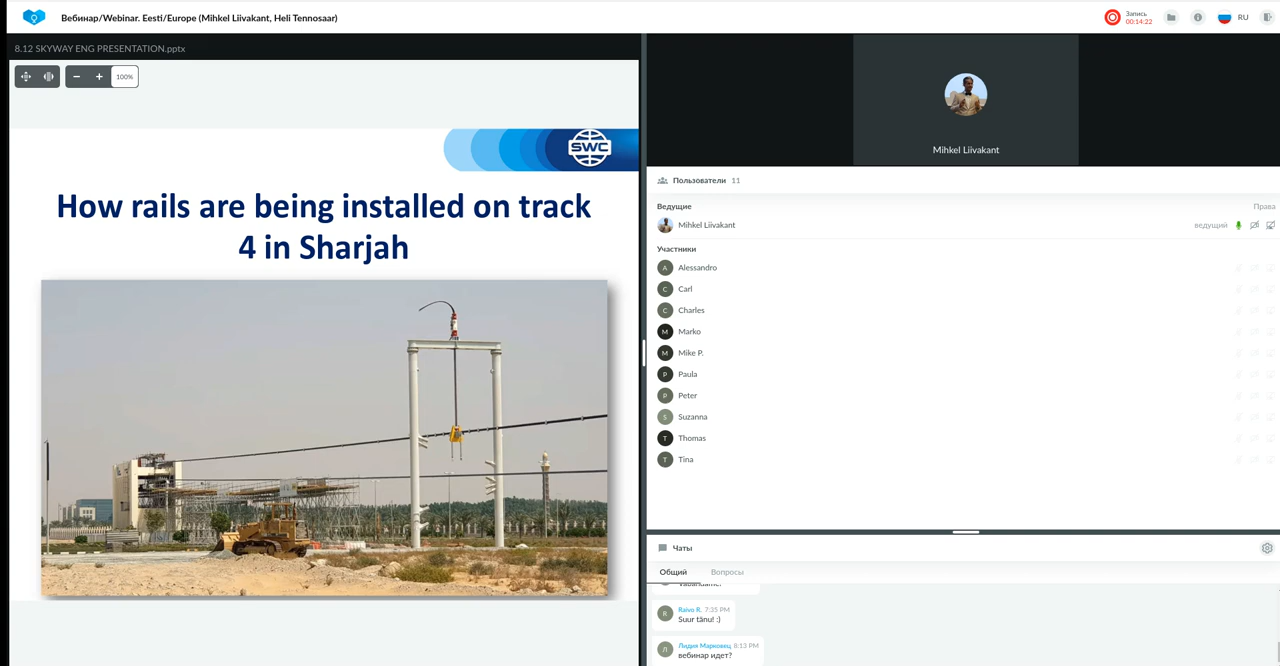 Вебинар/Webinar. Eesti/Europe (Mihkel Liivakant, Heli Tennosaar)
Запись
00:14:22
RU
8.12 SKYWAY ENG PRESENTATION.pptx
100%
SWC
How rails are being installed on track
4 in Sharjah
Mihkel Liivakant
Пользователи 11
Ведущие Права
Mihkel Liivakant ведущий
Участники
A Alessandro
C Carl
C Charles
M Marko
M Mike P.
P Paula
P Peter
S Suzanna
T Thomas
T Tina
Чаты
Общий Вопросы
R Raivo R. 7:35 PM
Suur tänu! :)
Л Лидия Марковец 8:13 PM
вебинар идет?